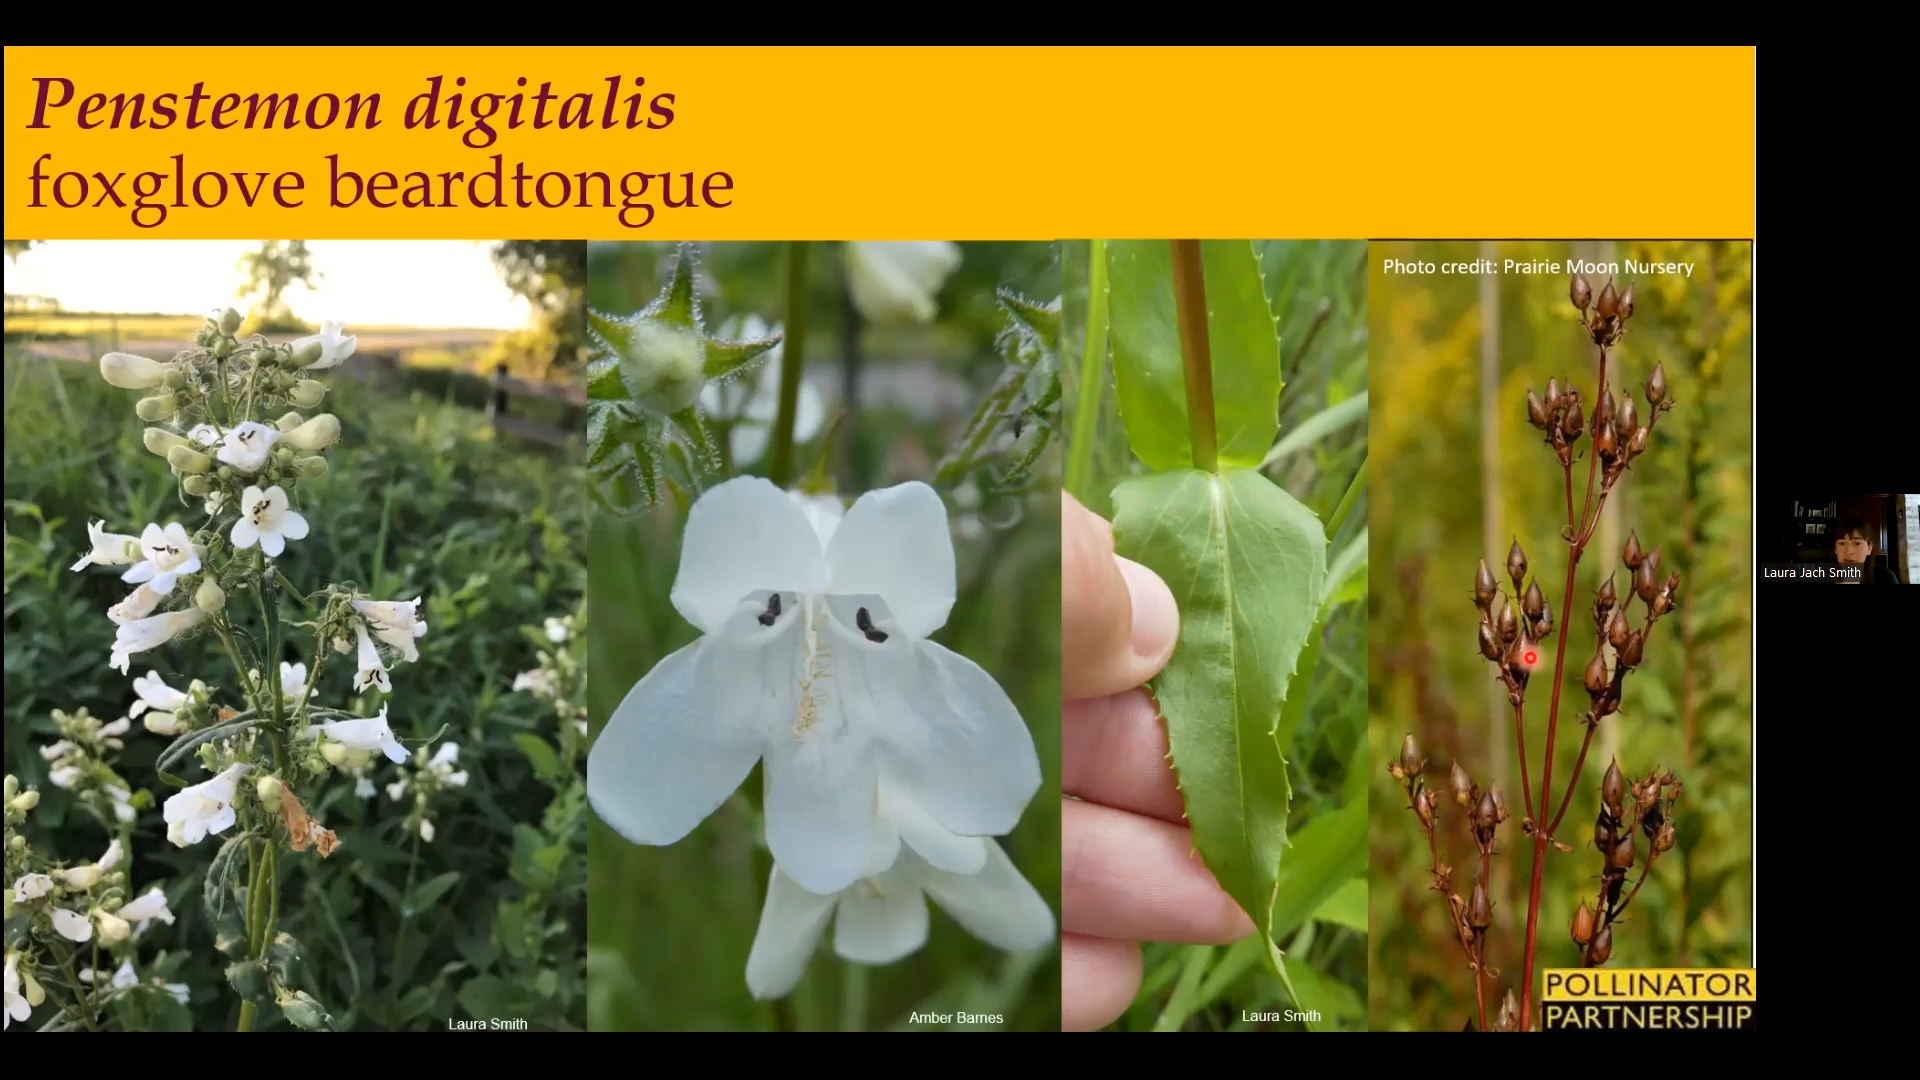 Penstemon digitalis
foxglove beardtongue
Photo credit: Prairie Moon Nursery
Laura Jach Smith
Laura Smith
Amber Barnes
Laura Smith
POLLINATOR
PARTNERSHIP